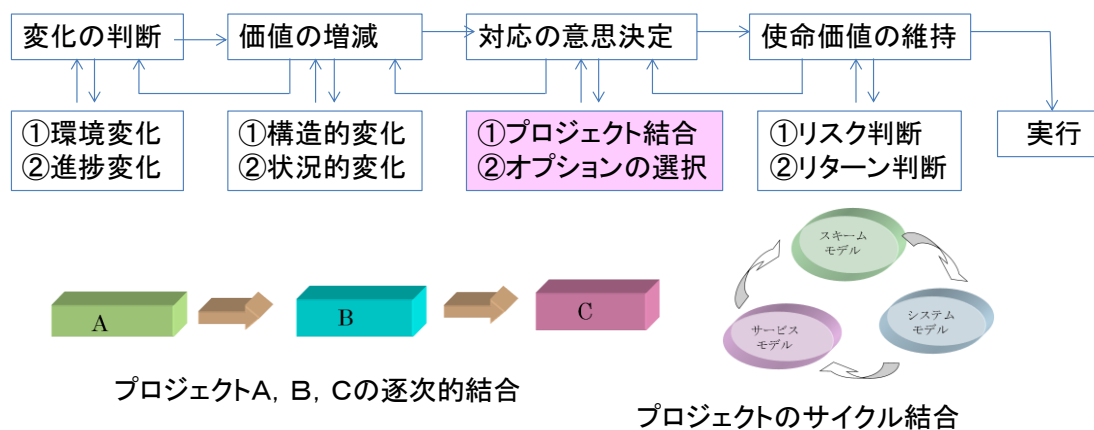 変化の判断
価値の増減
対応の意思決定
使命価値の維持
①環境変化
②進捗変化
①構造的変化
②状況的変化
①プロジェクト結合
②オプションの選択
①リスク判断
②リターン判断
実行
スキーム
モデル
システム
モデル
サービス
モデル
A
B
C
プロジェクトA, B, Cの逐次的結合
プロジェクトのサイクル結合